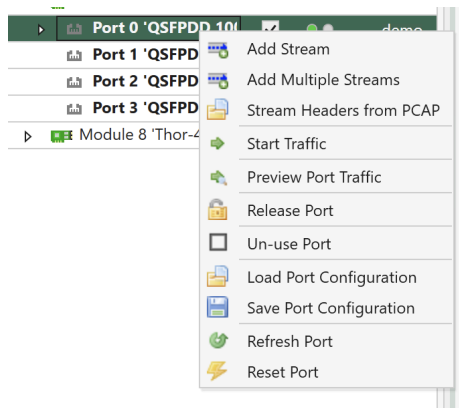 Port 0 'QSFPDD 100
demo
Port 1 'QSFPD
Add Stream
Port 2 'QSFPD
Add Multiple Streams
Port 3 'QSFPD
Stream Headers from PCAP
Module 8 'Thor-4
Start Traffic
Preview Port Traffic
Release Port
Un-use Port
Load Port Configuration
Save Port Configuration
Refresh Port
Reset Port